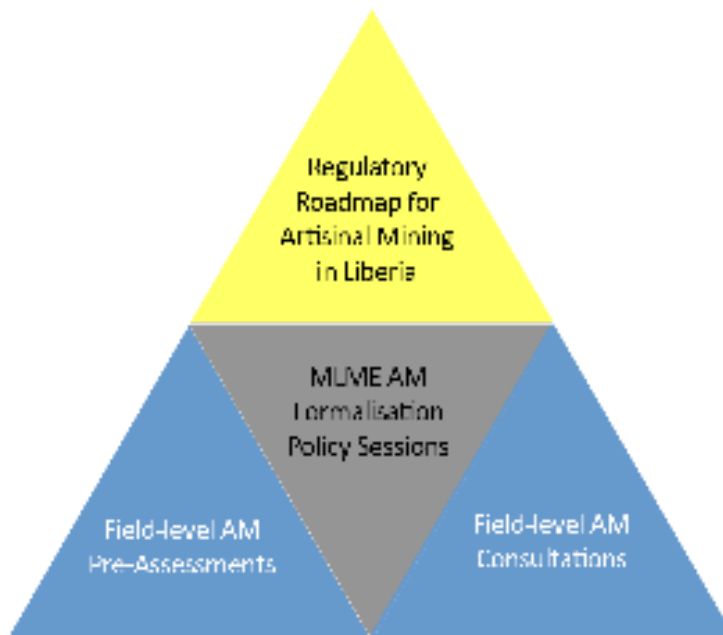 Regulatory
Roadmap for
Artisinal Mining
in Liberia
MLME AM
Formalisation
Policy Sessions
Field-level AM
Pre-Assessments
Field-level AM
Consultations